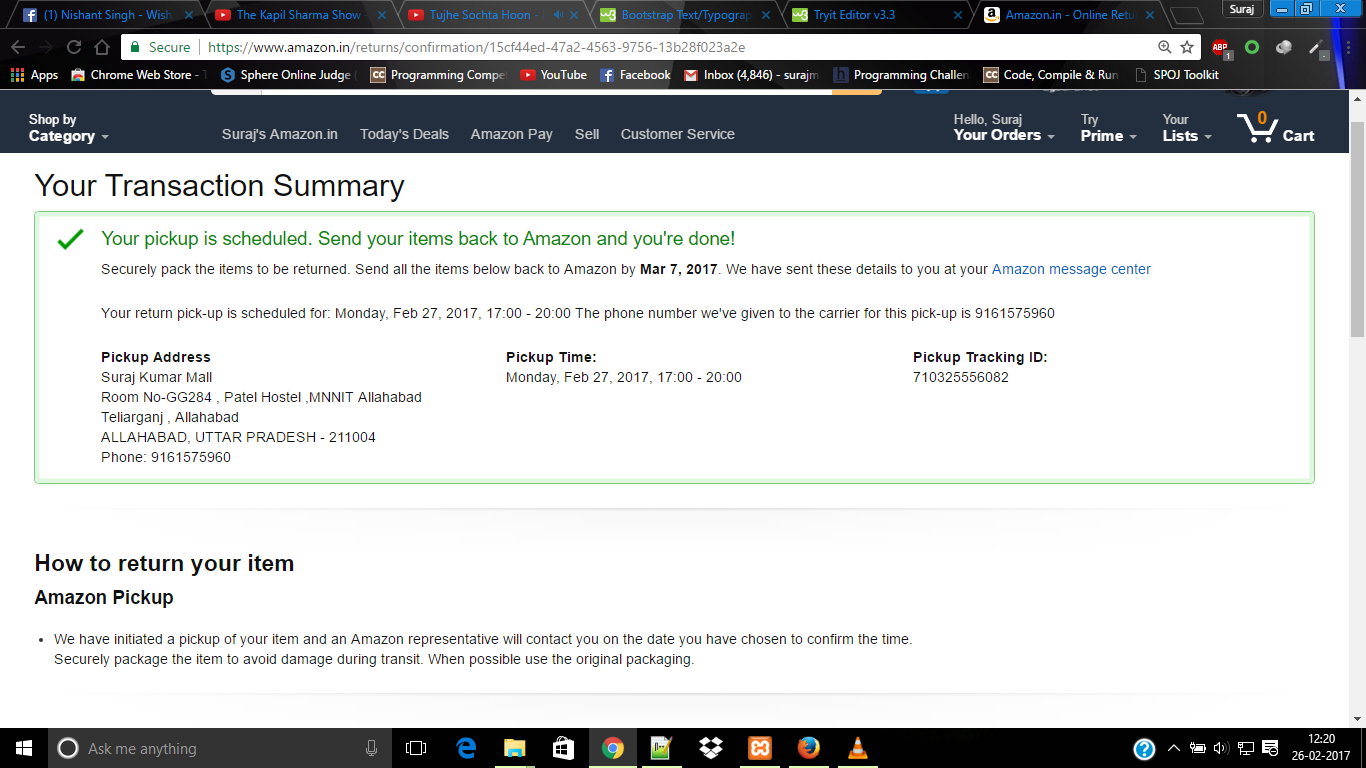 (1) Nishant Singh - Wish
The Kapil Sharma Show -
Tujhe Sochta Hoon -
Bootstrap Text/Typograp
Tryit Editor v3.3
Amazon.in - Online Retu
Suraj
Secure
https://www.amazon.in/returns/confirmation/15cf44ed-47a2-4563-9756-13b28f023a2e
ABP
1
Apps
Chrome Web Store - T
Sphere Online Judge (
CC
Programming Compe
YouTube
Facebook
Inbox (4,846) - surajm
Programming Challen
CC
Code, Compile & Run
SPOJ Toolkit
Shop by
Category
Suraj's Amazon.in
Today's Deals
Amazon Pay
Sell
Customer Service
Hello, Suraj
Your Orders
Try
Prime
Your
Lists
0
Cart
Your Transaction Summary
Your pickup is scheduled. Send your items back to Amazon and you're done!
Securely pack the items to be returned. Send all the items below back to Amazon by Mar 7, 2017. We have sent these details to you at your Amazon message center
Your return pick-up is scheduled for: Monday, Feb 27, 2017, 17:00 - 20:00 The phone number we've given to the carrier for this pick-up is 9161575960
Pickup Address
Suraj Kumar Mall
Room No-GG284 , Patel Hostel ,MNNIT Allahabad
Teliarganj , Allahabad
ALLAHABAD, UTTAR PRADESH - 211004
Phone: 9161575960
Pickup Time:
Monday, Feb 27, 2017, 17:00 - 20:00
Pickup Tracking ID:
710325556082
How to return your item
Amazon Pickup
We have initiated a pickup of your item and an Amazon representative will contact you on the date you have chosen to confirm the time.
Securely package the item to avoid damage during transit. When possible use the original packaging.
Ask me anything
12:20
26-02-2017